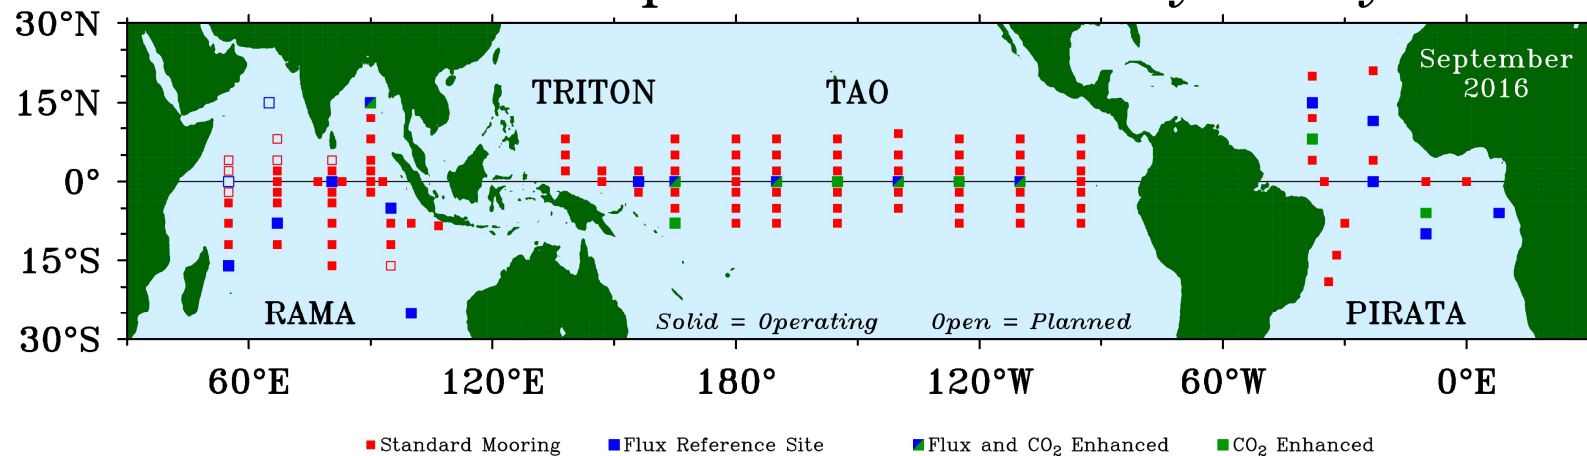 30°N
15°N
0°
15°S
30°S
September
2016
TRITON
TAO
RAMA
PIRATA
Solid = Operating
Open = Planned
60°E
120°E
180°
120°W
60°W
0°E
Standard Mooring
Flux Reference Site
Flux and CO₂ Enhanced
CO₂ Enhanced